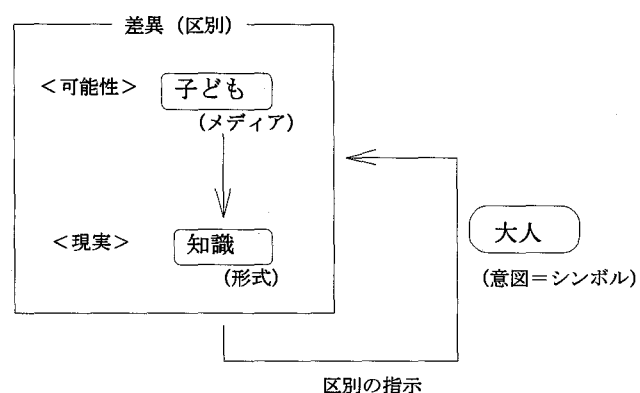 差異（区別）
＜可能性＞
子ども
（メディア）
＜現実＞
知識
（形式）
大人
（意図＝シンボル）
区別の指示